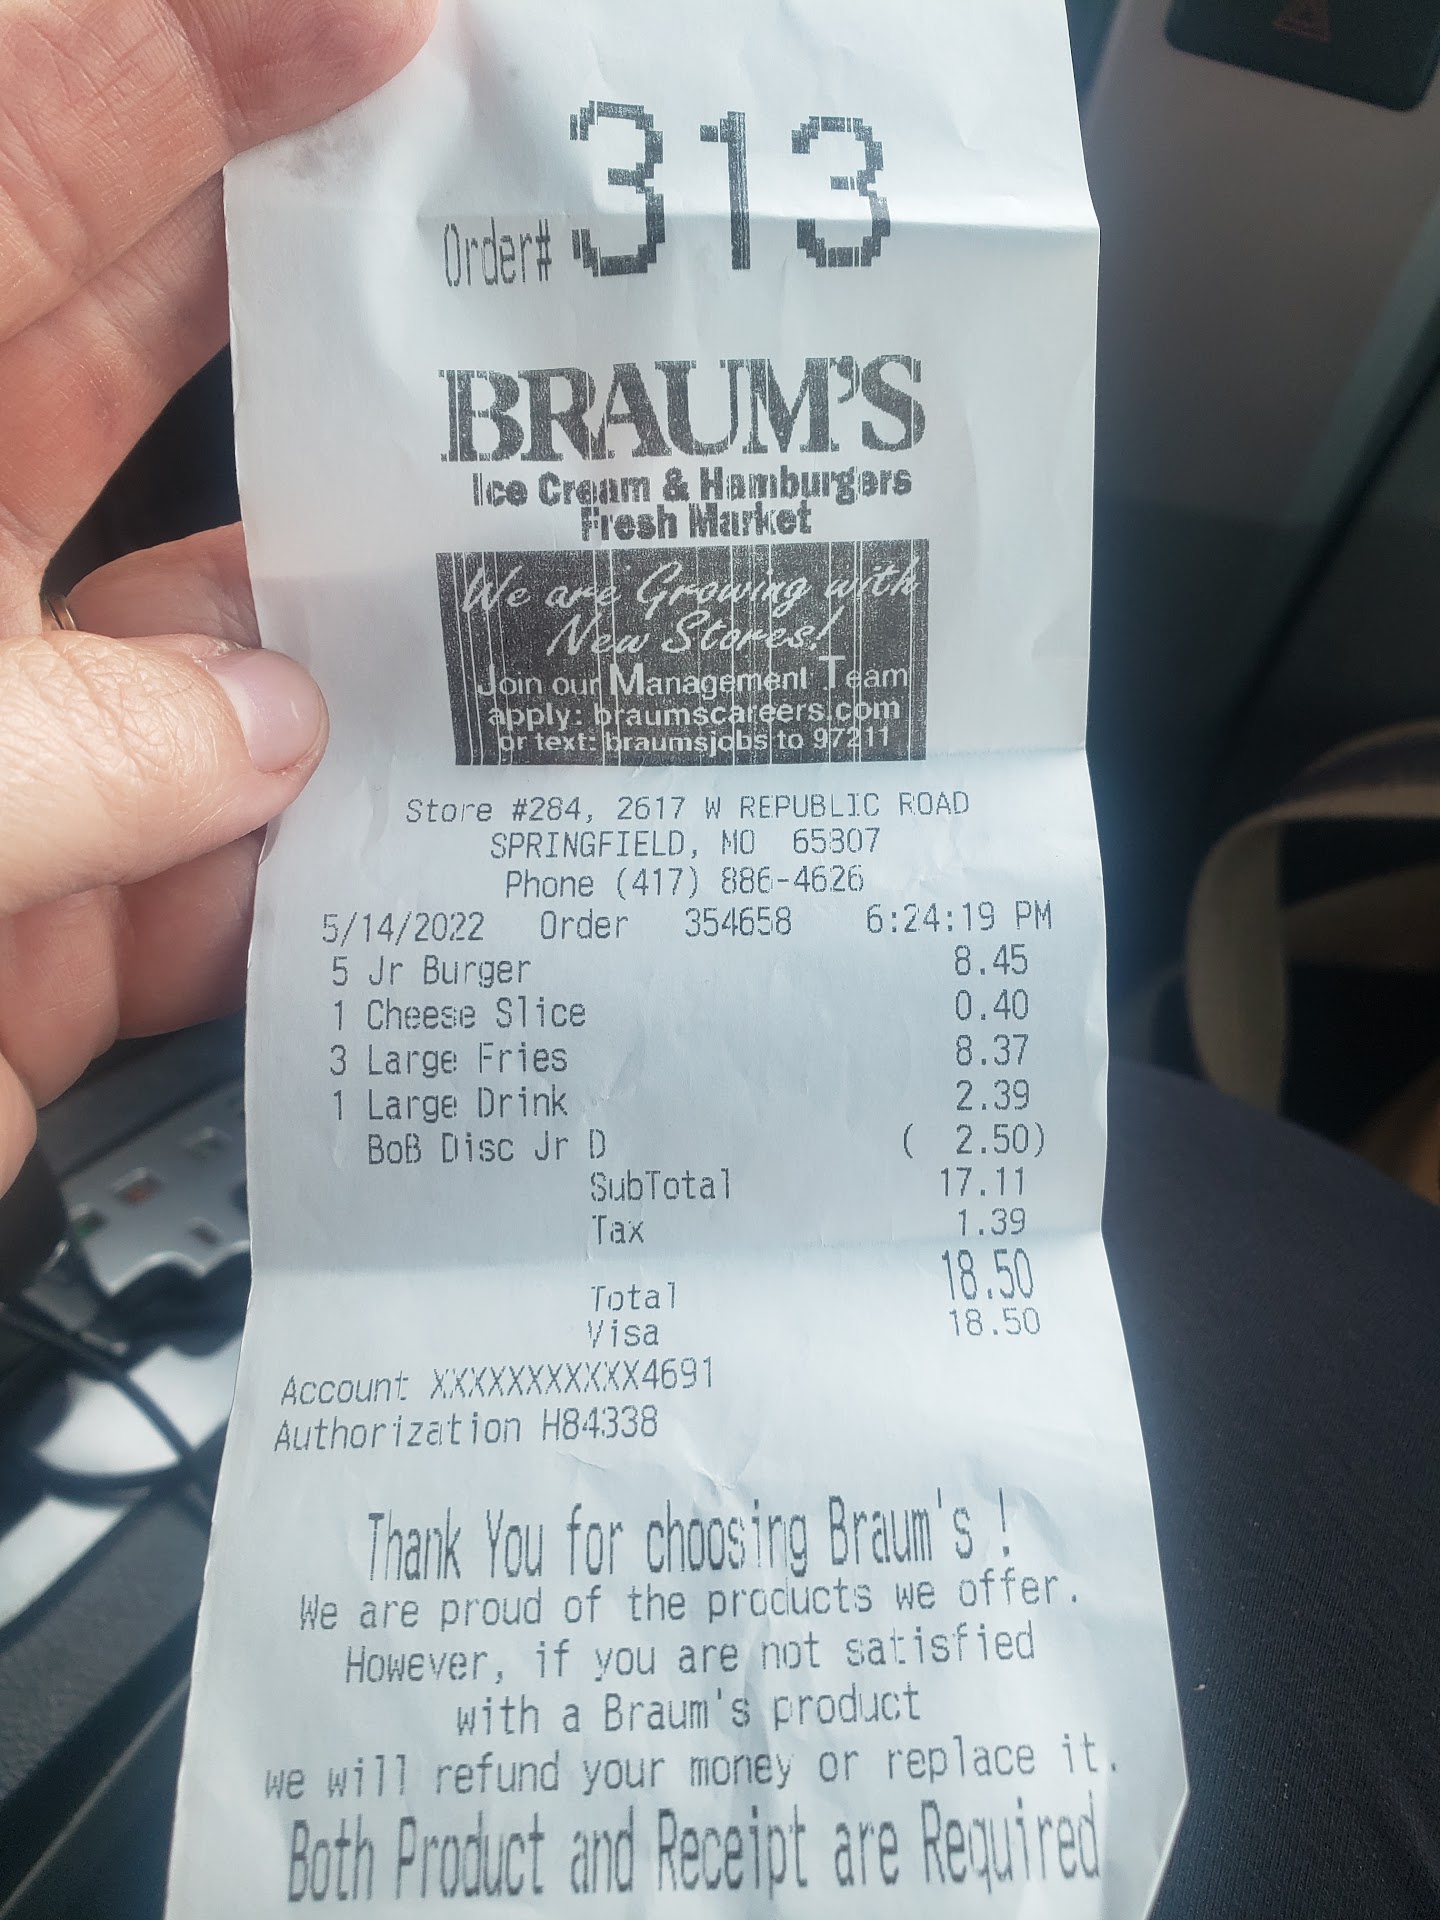 Order# 313
BRAUM'S
Ice Cream & Hamburgers
Fresh Market
We are Growing with
New Stores!
Join our Management Team
apply: braumscareers.com
or text: braumsjobs to 97211
Store #284, 2617 W REPUBLIC ROAD
SPRINGFIELD, MO 65807
Phone (417) 886-4626
5/14/2022 Order 354658 6:24:19 PM
5 Jr Burger 8.45
1 Cheese Slice 0.40
3 Large Fries 8.37
1 Large Drink 2.39
BoB Disc Jr D ( 2.50)
SubTotal 17.11
Tax 1.39
Total 18.50
Visa 18.50
Account XXXXXXXXXXXX4691
Authorization H84338
Thank You for choosing Braum's !
We are proud of the products we offer.
However, if you are not satisfied
with a Braum's product
we will refund your money or replace it.
Both Product and Receipt are Required